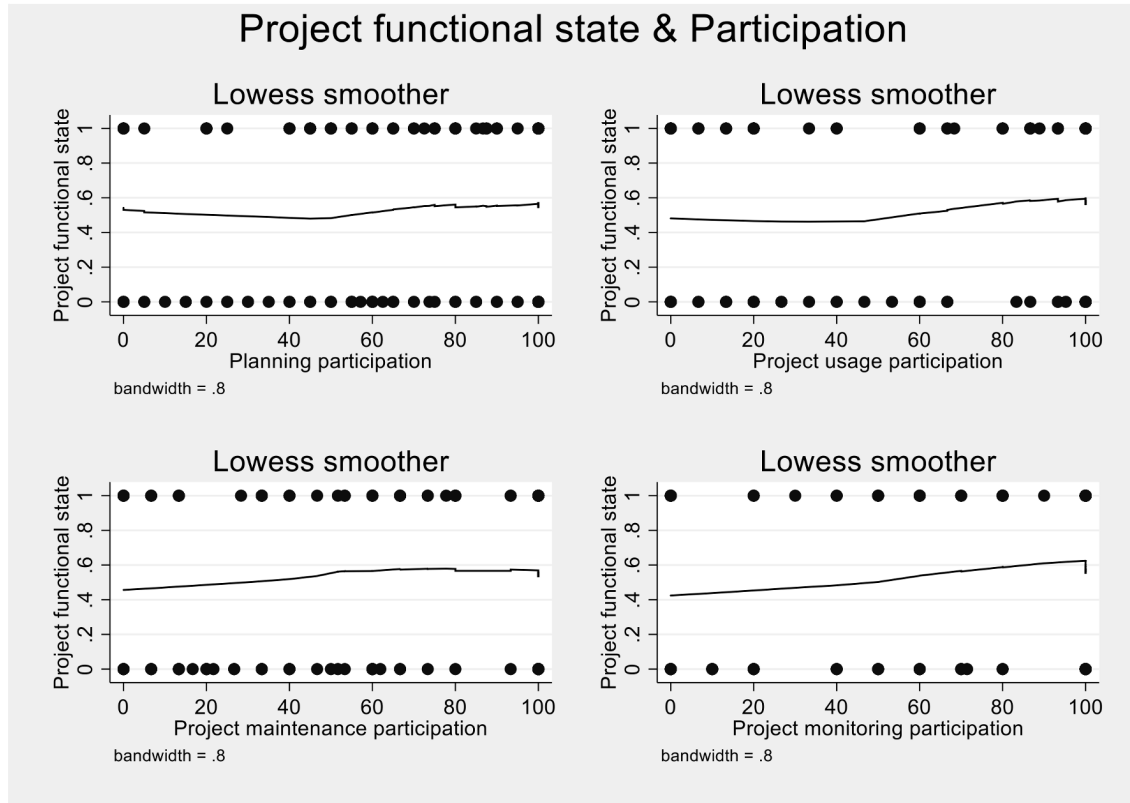 Project functional state & Participation
Lowess smoother
Project functional state
1
.8
.6
.4
.2
0
0 20 40 60 80 100
Planning participation
bandwidth = .8
Lowess smoother
Project functional state
1
.8
.6
.4
.2
0
0 20 40 60 80 100
Project usage participation
bandwidth = .8
Lowess smoother
Project functional state
1
.8
.6
.4
.2
0
0 20 40 60 80 100
Project maintenance participation
bandwidth = .8
Lowess smoother
Project functional state
1
.8
.6
.4
.2
0
0 20 40 60 80 100
Project monitoring participation
bandwidth = .8